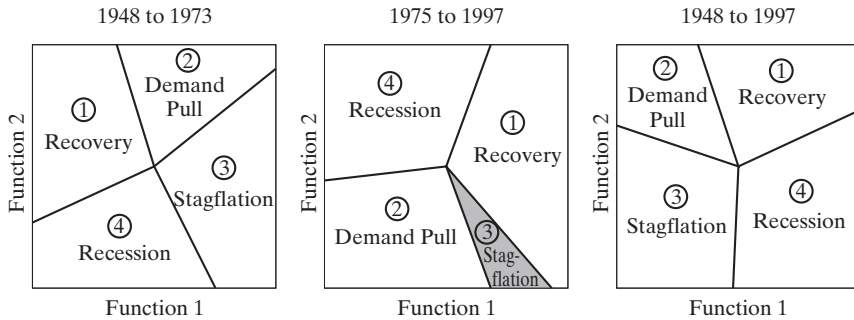 1948 to 1973
Function 2
①
Recovery
②
Demand
Pull
③
Stagflation
④
Recession
Function 1
1975 to 1997
Function 2
④
Recession
①
Recovery
②
Demand Pull
③
Stag-
flation
Function 1
1948 to 1997
Function 2
②
Demand
Pull
①
Recovery
③
Stagflation
④
Recession
Function 1